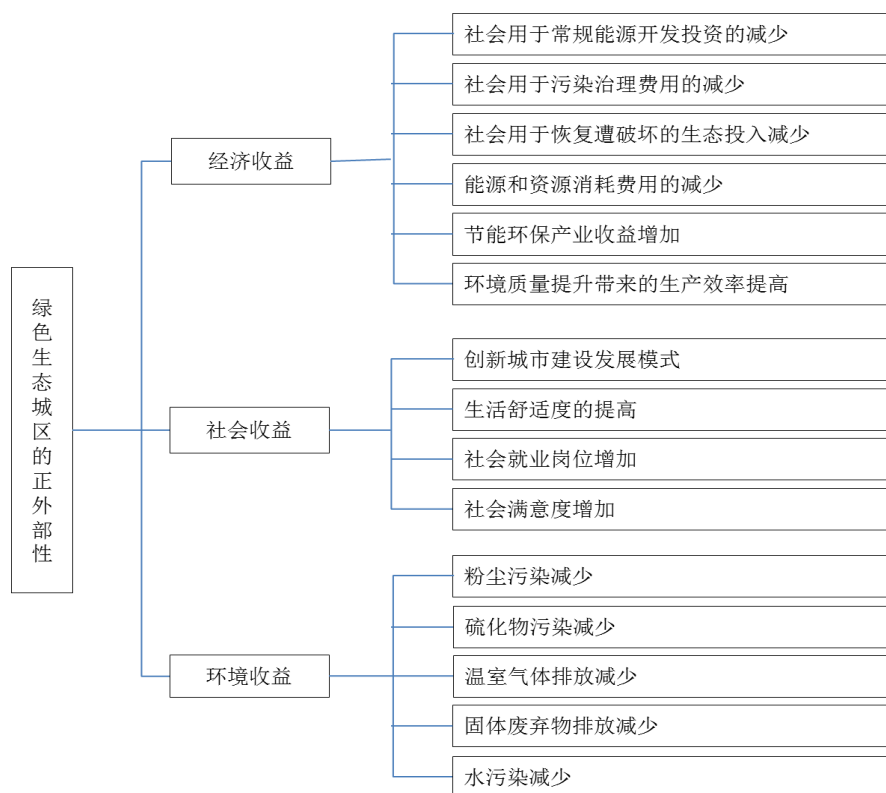 绿色生态城区的正外部性
经济收益
社会用于常规能源开发投资的减少
社会用于污染治理费用的减少
社会用于恢复遭破坏的生态投入减少
能源和资源消耗费用的减少
节能环保产业收益增加
环境质量提升带来的生产效率提高
社会收益
创新城市建设发展模式
生活舒适度的提高
社会就业岗位增加
社会满意度增加
环境收益
粉尘污染减少
硫化物污染减少
温室气体排放减少
固体废弃物排放减少
水污染减少